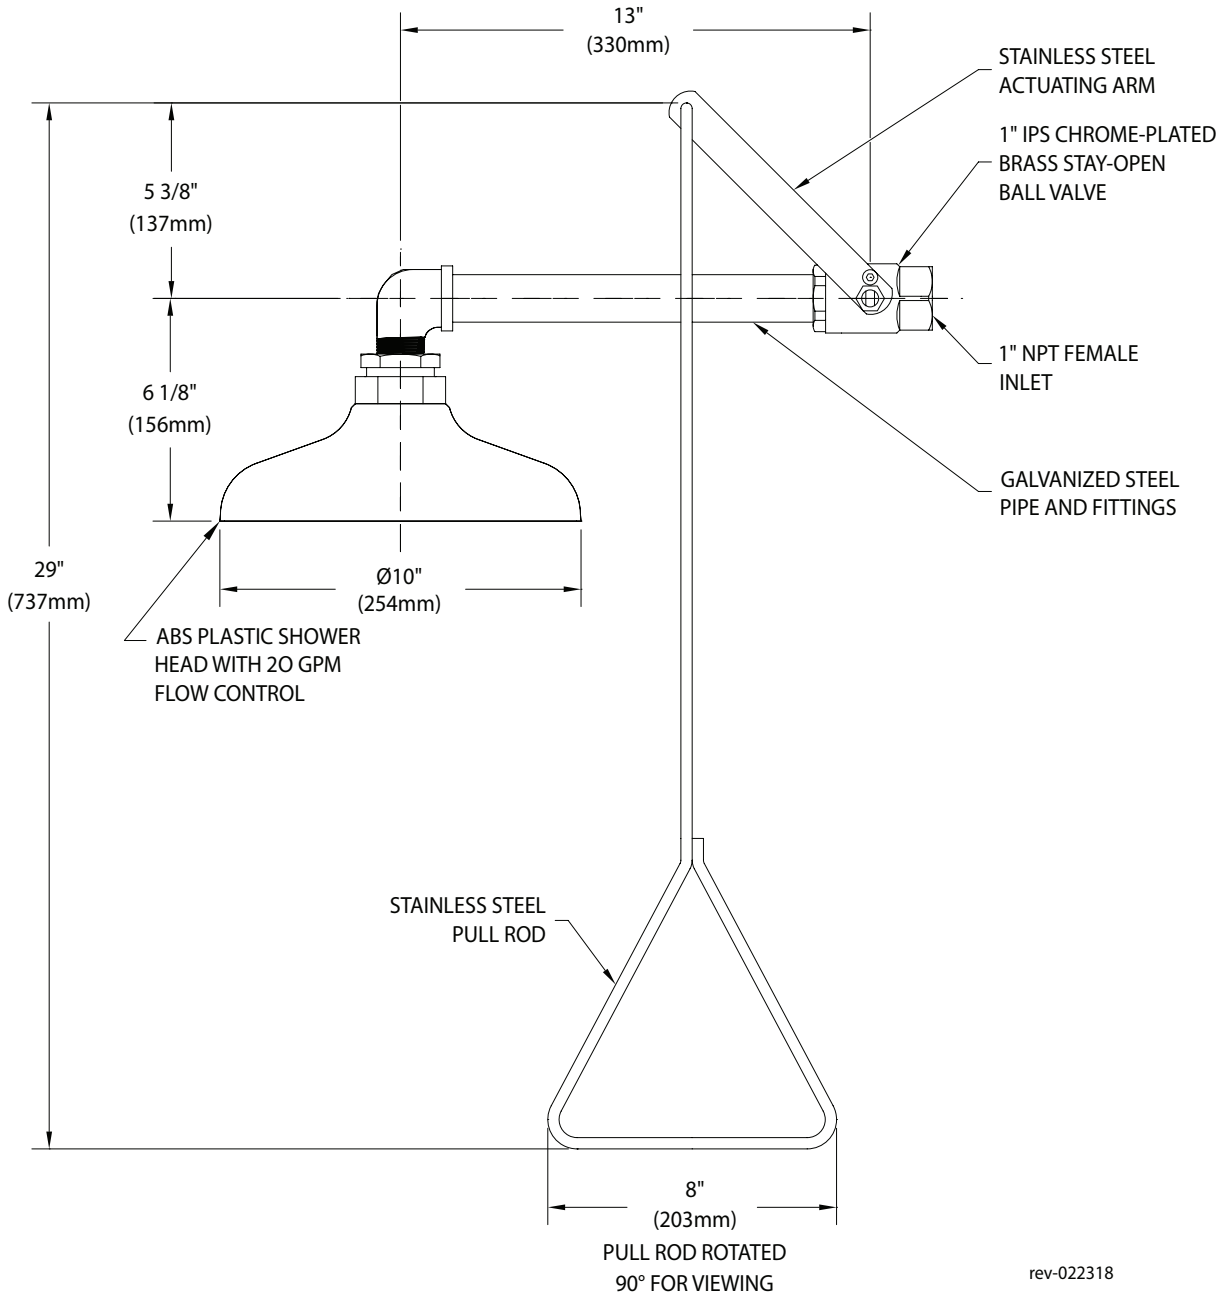 13"
(330mm)
STAINLESS STEEL
ACTUATING ARM
1" IPS CHROME-PLATED
BRASS STAY-OPEN
BALL VALVE
5 3/8"
(137mm)
1" NPT FEMALE
INLET
6 1/8"
(156mm)
GALVANIZED STEEL
PIPE AND FITTINGS
29"
(737mm)
Ø10"
(254mm)
ABS PLASTIC SHOWER
HEAD WITH 2O GPM
FLOW CONTROL
STAINLESS STEEL
PULL ROD
8"
(203mm)
PULL ROD ROTATED
90° FOR VIEWING
rev-022318